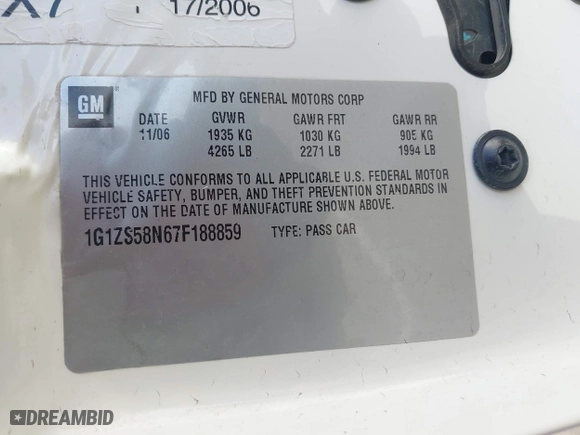 17/2006
GM
MFD BY GENERAL MOTORS CORP
DATE GVWR GAWR FRT GAWR RR
11/06 1935 KG 1030 KG 905 KG
4265 LB 2271 LB 1994 LB
THIS VEHICLE CONFORMS TO ALL APPLICABLE U.S. FEDERAL MOTOR
VEHICLE SAFETY, BUMPER, AND THEFT PREVENTION STANDARDS IN
EFFECT ON THE DATE OF MANUFACTURE SHOWN ABOVE.
1G1ZS58N67F188859 TYPE: PASS CAR
DREAMBID